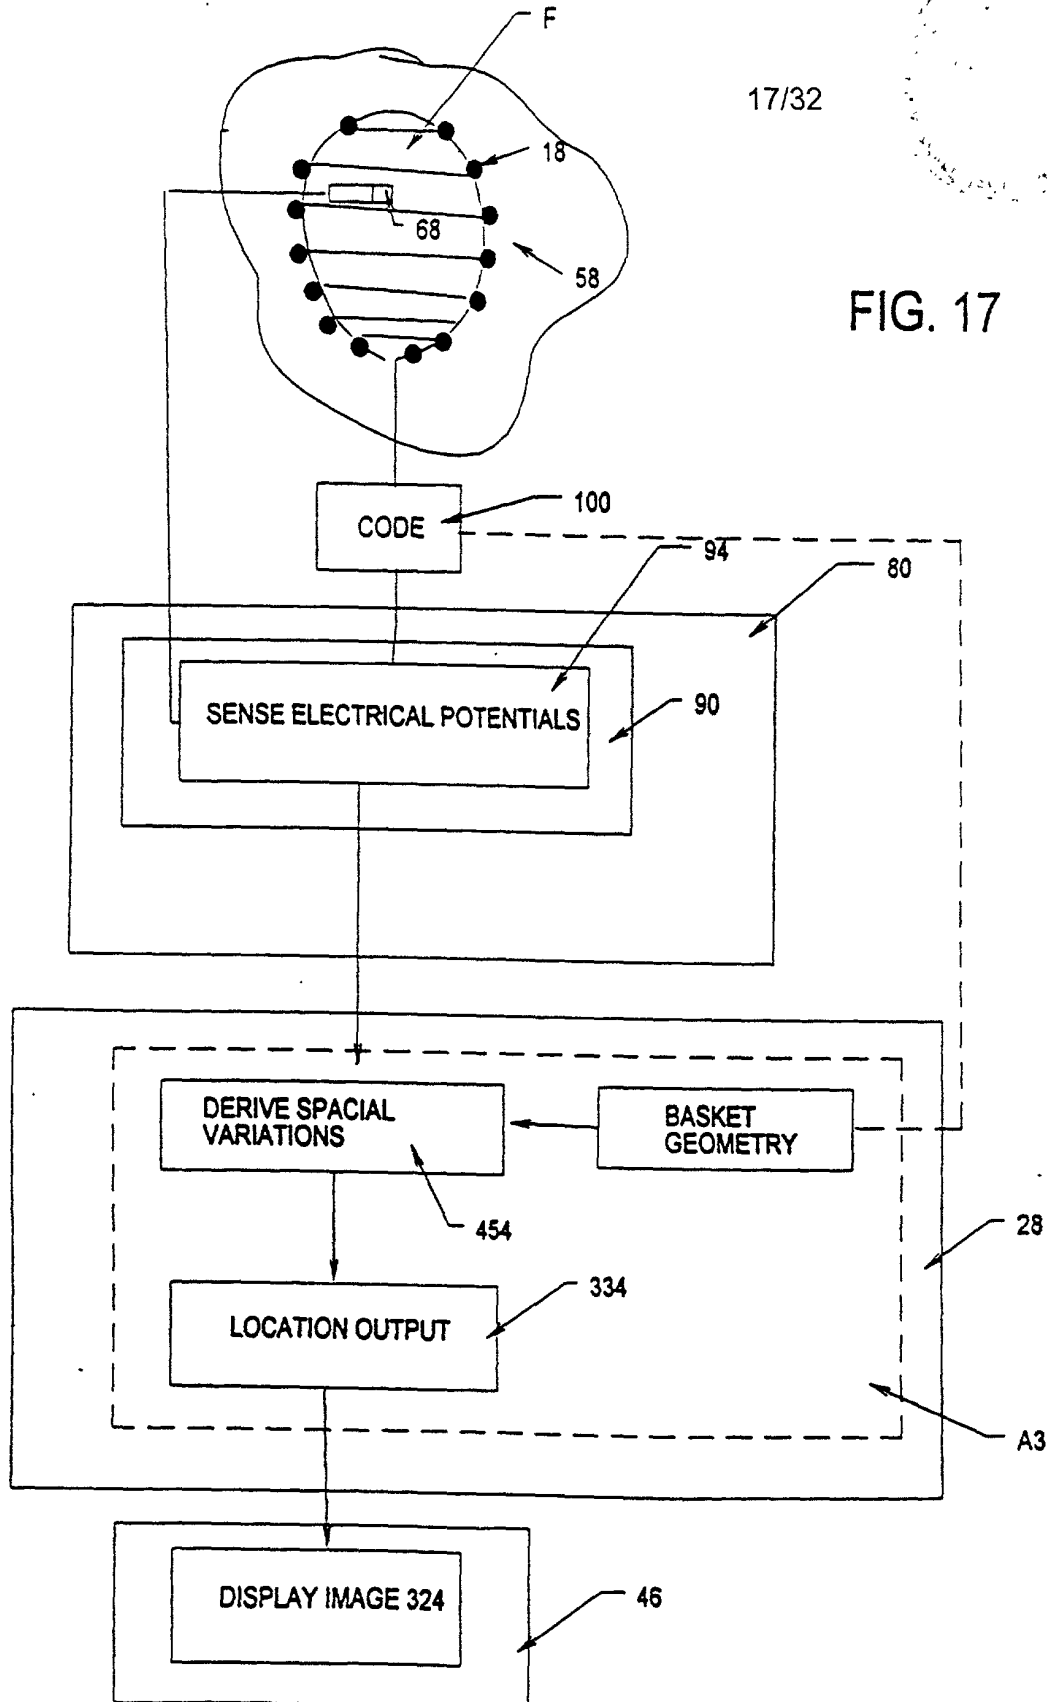 F
17/32
18
68
58
FIG. 17
CODE
100
94
80
SENSE ELECTRICAL POTENTIALS
90
DERIVE SPACIAL
VARIATIONS
BASKET
GEOMETRY
454
28
LOCATION OUTPUT
334
A3
DISPLAY IMAGE 324
46